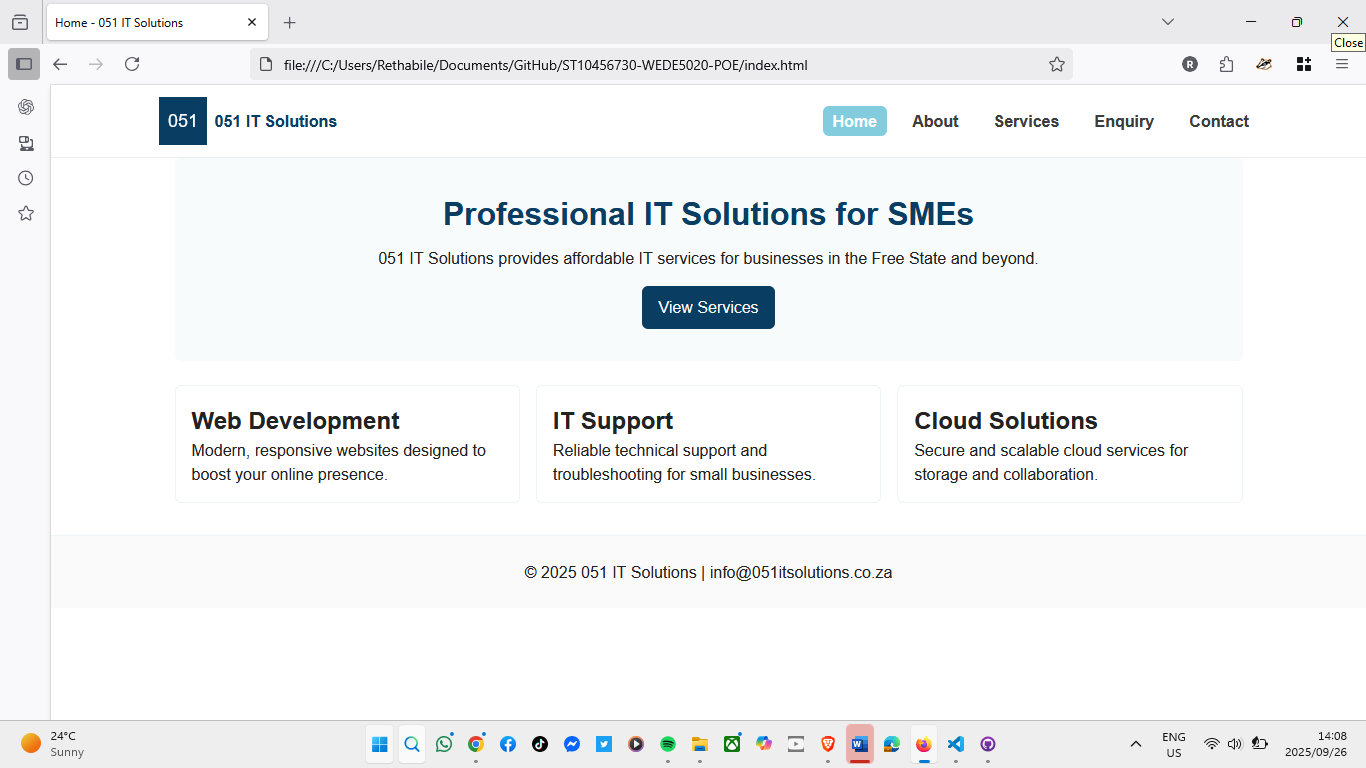 Home - 051 IT Solutions
Close
file:///C:/Users/Rethabile/Documents/GitHub/ST10456730-WEDE5020-POE/index.html
R
051
051 IT Solutions
Home
About
Services
Enquiry
Contact
Professional IT Solutions for SMEs
051 IT Solutions provides affordable IT services for businesses in the Free State and beyond.
View Services
Web Development
Modern, responsive websites designed to
boost your online presence.
IT Support
Reliable technical support and
troubleshooting for small businesses.
Cloud Solutions
Secure and scalable cloud services for
storage and collaboration.
© 2025 051 IT Solutions | info@051itsolutions.co.za
24°C
Sunny
ENG
US
14:08
2025/09/26